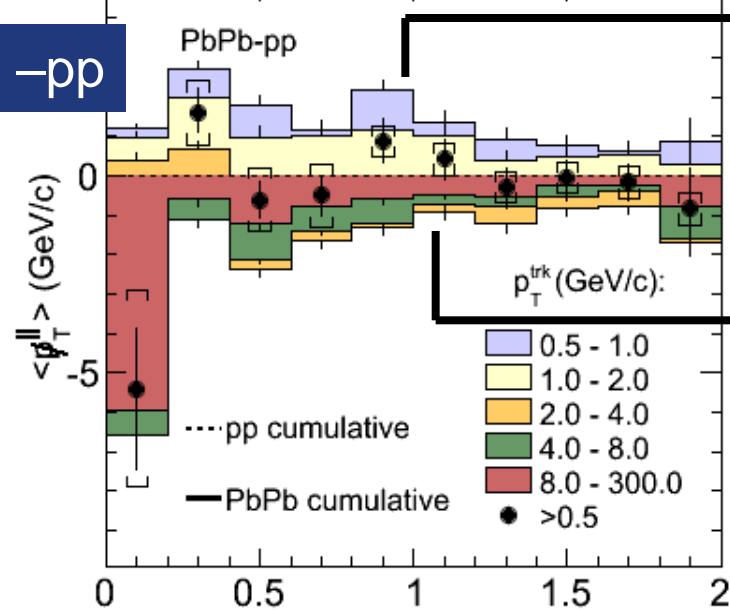 –pp
PbPb-pp
0
-5
<p̸_T^||> (GeV/c)
p_T^trk (GeV/c):
0.5 - 1.0
1.0 - 2.0
2.0 - 4.0
4.0 - 8.0
8.0 - 300.0
>0.5
pp cumulative
PbPb cumulative
0 0.5 1 1.5 2